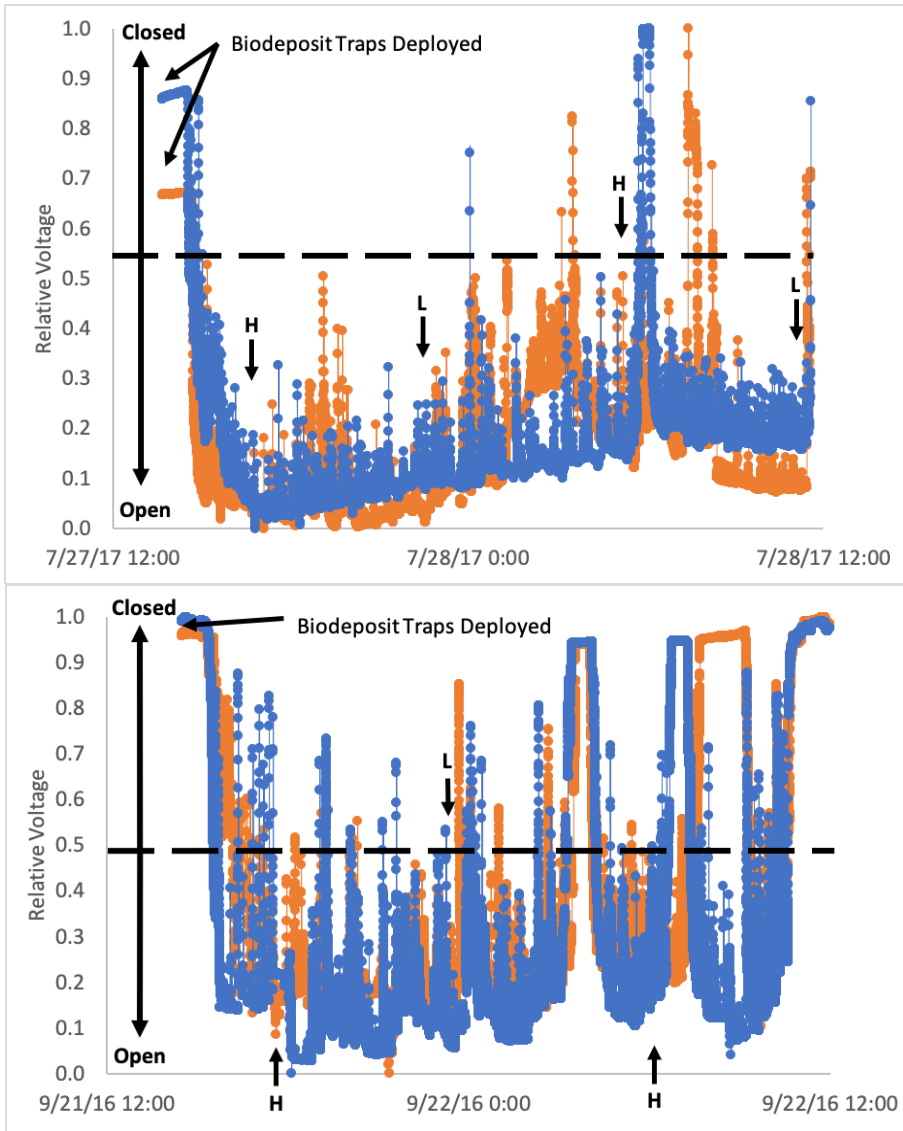 Closed
1.0
Biodeposit Traps Deployed
0.9
0.8
0.7
H
0.6
0.5
L
L
0.4
H
0.3
0.2
0.1
Open
0.0
Relative Voltage
7/27/17 12:00
7/28/17 0:00
7/28/17 12:00
Closed
1.0
Biodeposit Traps Deployed
0.9
0.8
0.7
L
0.6
0.5
0.4
0.3
0.2
0.1
Open
0.0
Relative Voltage
H
H
9/21/16 12:00
9/22/16 0:00
9/22/16 12:00